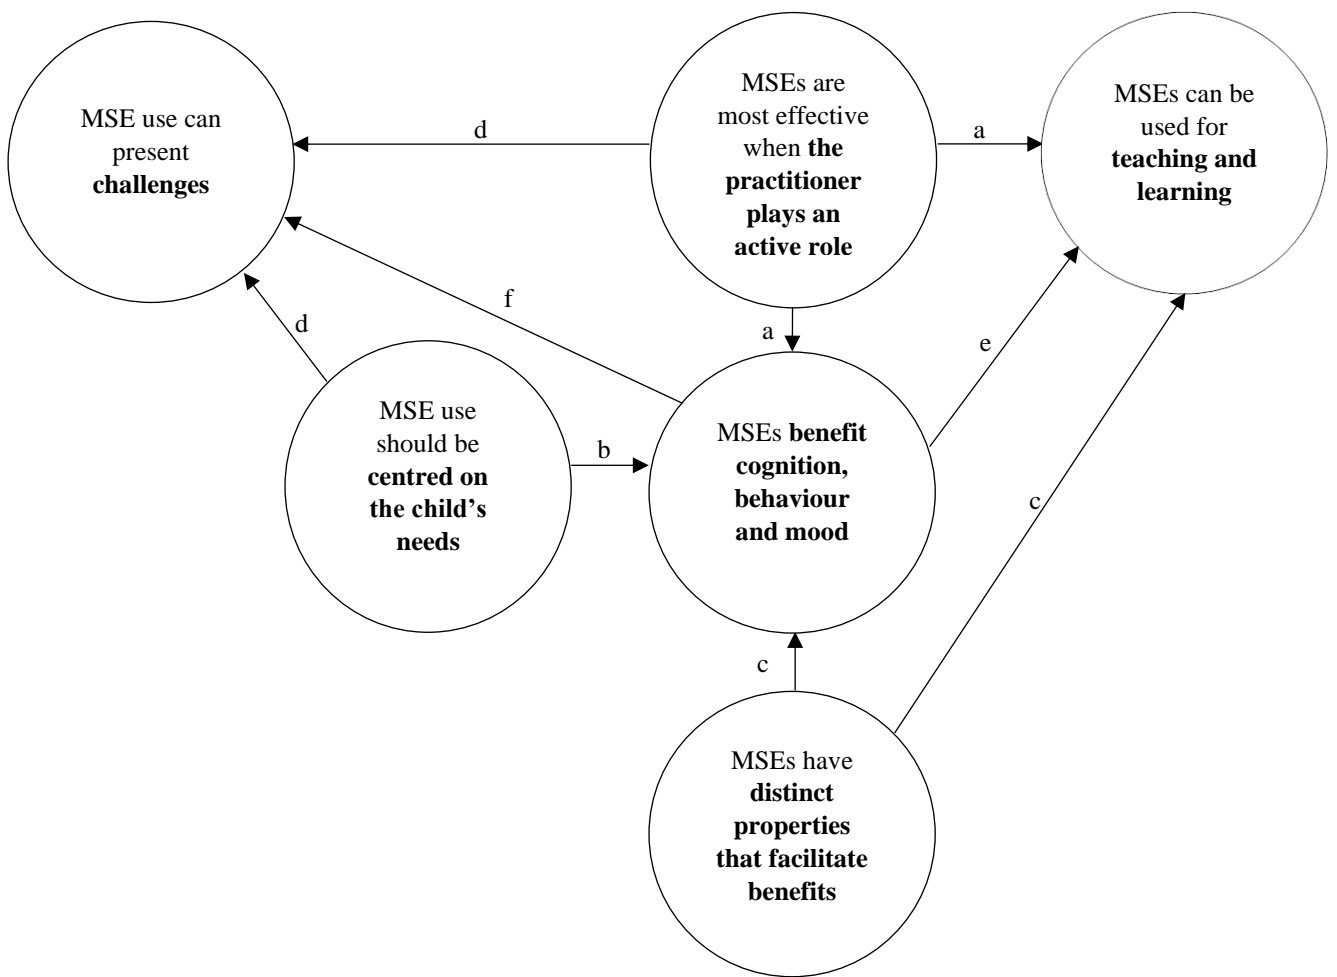 MSE use can
present
challenges
d
MSEs are
most effective
when the
practitioner
plays an
active role
a
MSEs can be
used for
teaching and
learning
f
d
a
e
MSE use
should be
centred on
the child’s
needs
b
MSEs benefit
cognition,
behaviour
and mood
c
c
MSEs have
distinct
properties
that facilitate
benefits